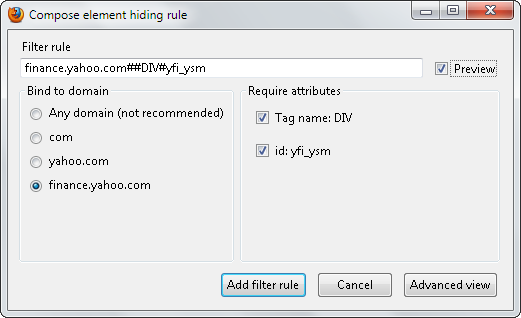 Compose element hiding rule
Filter rule
finance.yahoo.com##DIV#yfi_ysm
Preview
Bind to domain
Any domain (not recommended)
com
yahoo.com
finance.yahoo.com
Require attributes
Tag name: DIV
id: yfi_ysm
Add filter rule
Cancel
Advanced view